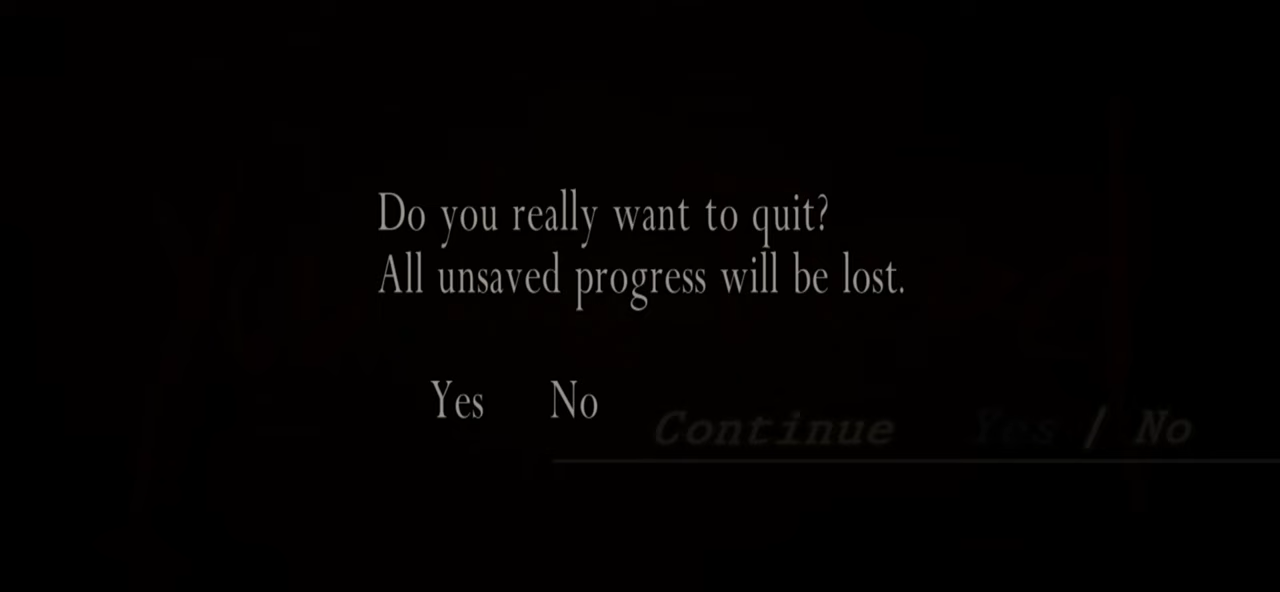 Do you really want to quit?
All unsaved progress will be lost.
Yes No
Continue Yes / No